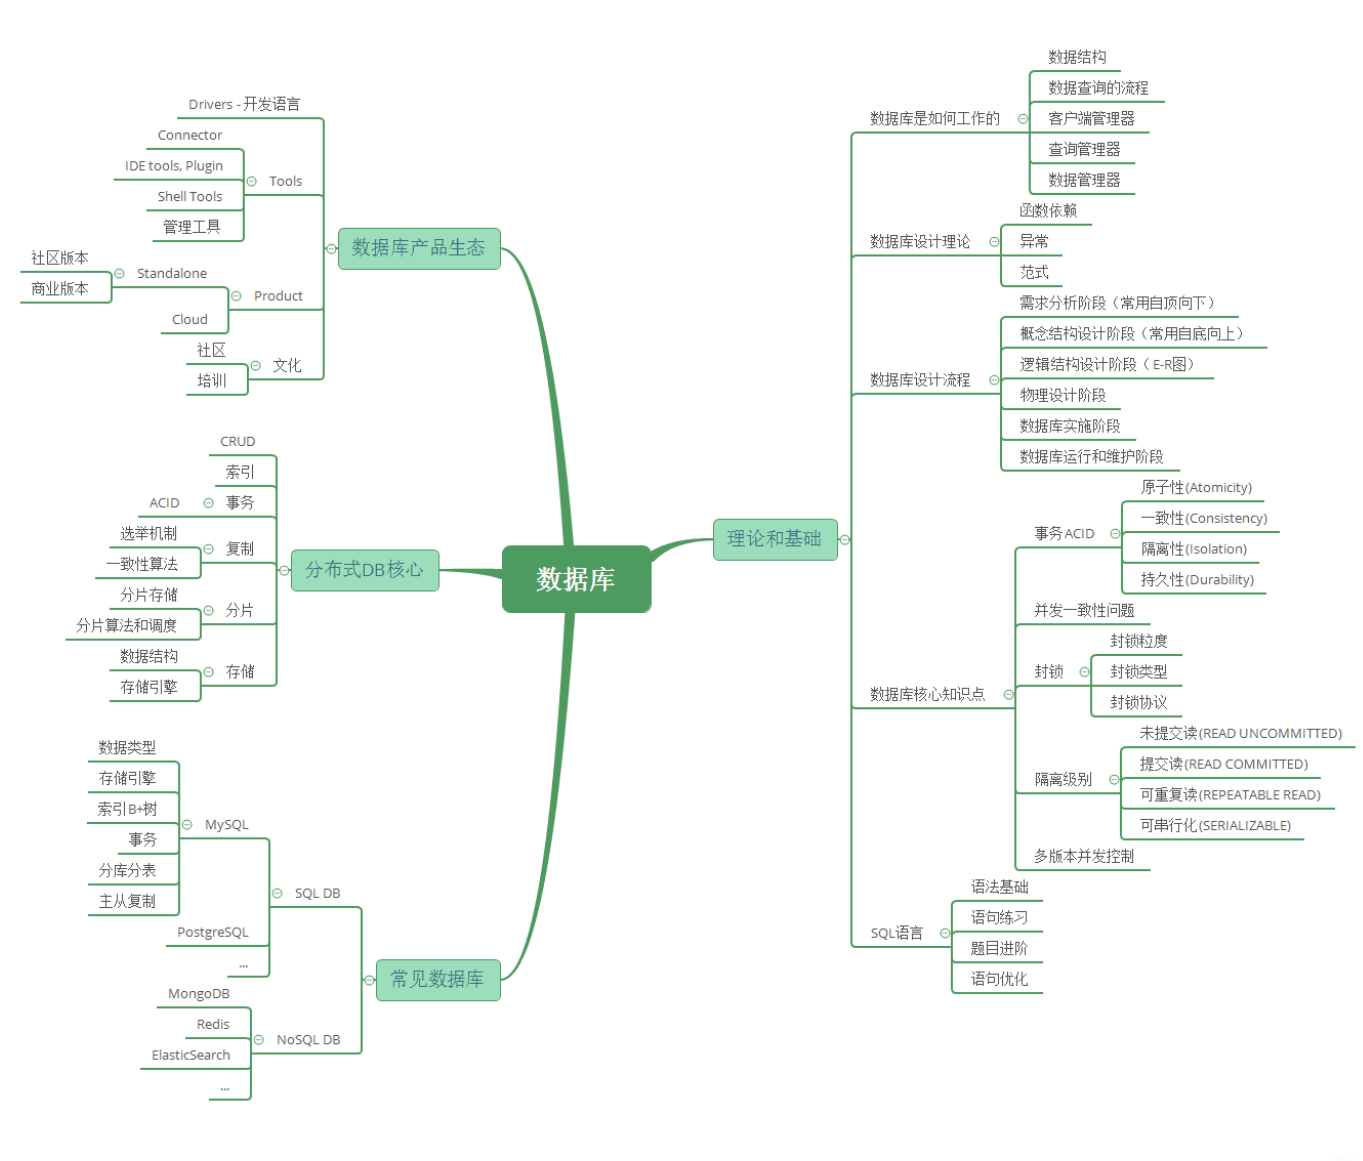 数据库
理论和基础
数据库是如何工作的
数据结构
数据查询的流程
客户端管理器
查询管理器
数据管理器
数据库设计理论
函数依赖
异常
范式
数据库设计流程
需求分析阶段（常用自顶向下）
概念结构设计阶段（常用自底向上）
逻辑结构设计阶段（E-R图）
物理设计阶段
数据库实施阶段
数据库运行和维护阶段
数据库核心知识点
事务 ACID
原子性(Atomicity)
一致性(Consistency)
隔离性(Isolation)
持久性(Durability)
并发一致性问题
封锁
封锁粒度
封锁类型
封锁协议
隔离级别
未提交读(READ UNCOMMITTED)
提交读(READ COMMITTED)
可重复读(REPEATABLE READ)
可串行化(SERIALIZABLE)
多版本并发控制
SQL语言
语法基础
语句练习
题目进阶
语句优化
数据库产品生态
Drivers - 开发语言
Tools
Connector
IDE tools, Plugin
Shell Tools
管理工具
Product
Standalone
社区版本
商业版本
Cloud
文化
社区
培训
分布式DB核心
CRUD
索引
事务
ACID
复制
选举机制
一致性算法
分片
分片存储
分片算法和调度
存储
数据结构
存储引擎
常见数据库
SQL DB
MySQL
数据类型
存储引擎
索引 B+树
事务
分库分表
主从复制
PostgreSQL
...
NoSQL DB
MongoDB
Redis
ElasticSearch
...